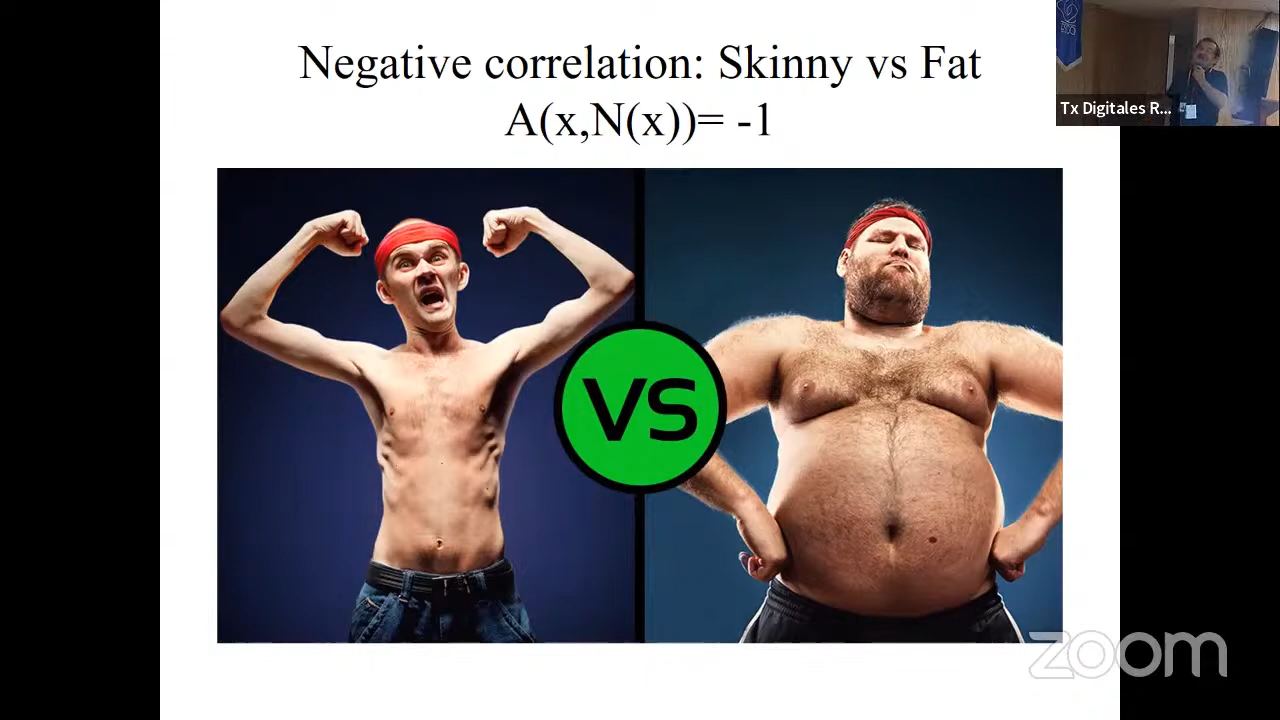 Negative correlation: Skinny vs Fat
A(x,N(x))= -1
Tx Digitales R...
VS
zoom